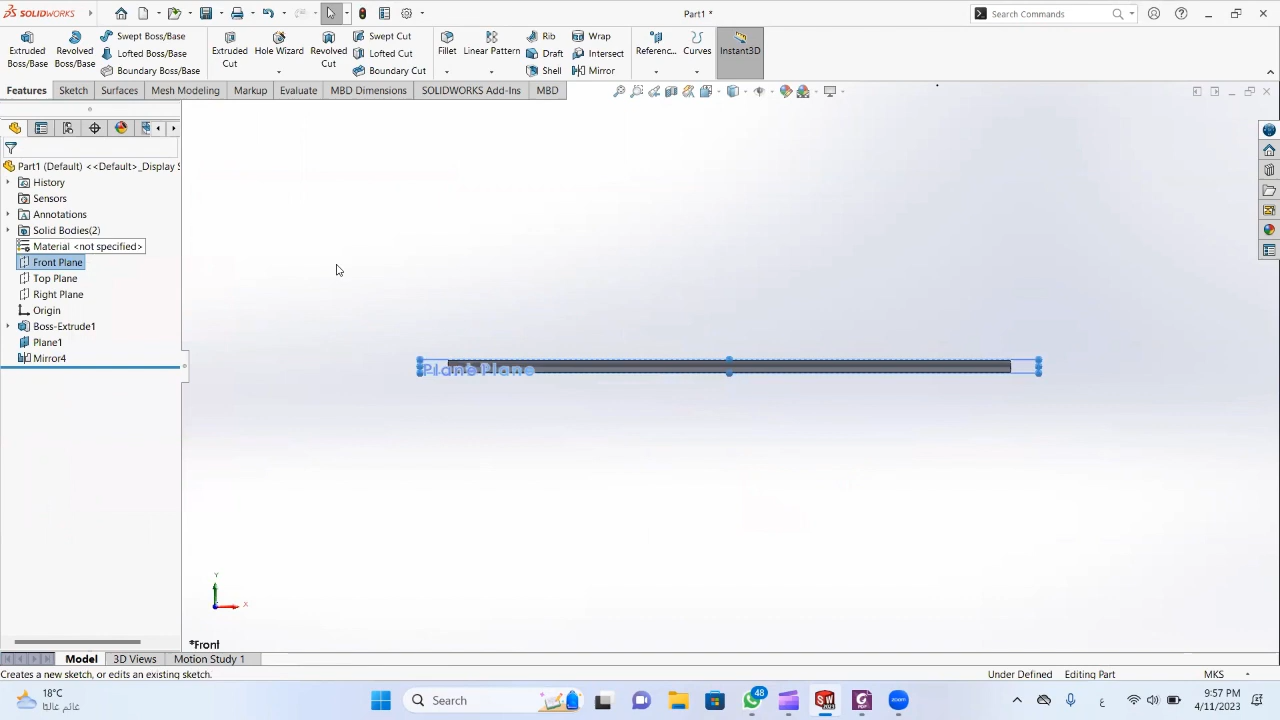 SOLIDWORKS
Part1 *
Search Commands
Extruded Boss/Base
Revolved Boss/Base
Swept Boss/Base
Lofted Boss/Base
Boundary Boss/Base
Extruded Cut
Hole Wizard
Revolved Cut
Swept Cut
Lofted Cut
Boundary Cut
Fillet
Linear Pattern
Rib
Draft
Shell
Wrap
Intersect
Mirror
Referenc...
Curves
Instant3D
Features
Sketch
Surfaces
Mesh Modeling
Markup
Evaluate
MBD Dimensions
SOLIDWORKS Add-Ins
MBD
Part1 (Default) <<Default>_Display S
History
Sensors
Annotations
Solid Bodies(2)
Material <not specified>
Front Plane
Top Plane
Right Plane
Origin
Boss-Extrude1
Plane1
Mirror4
Plane Plane
Y
X
*Front
Model
3D Views
Motion Study 1
Creates a new sketch, or edits an existing sketch.
Under Defined
Editing Part
MKS
18°C
غائم غالبًا
Search
48
ع
9:57 PM
4/11/2023